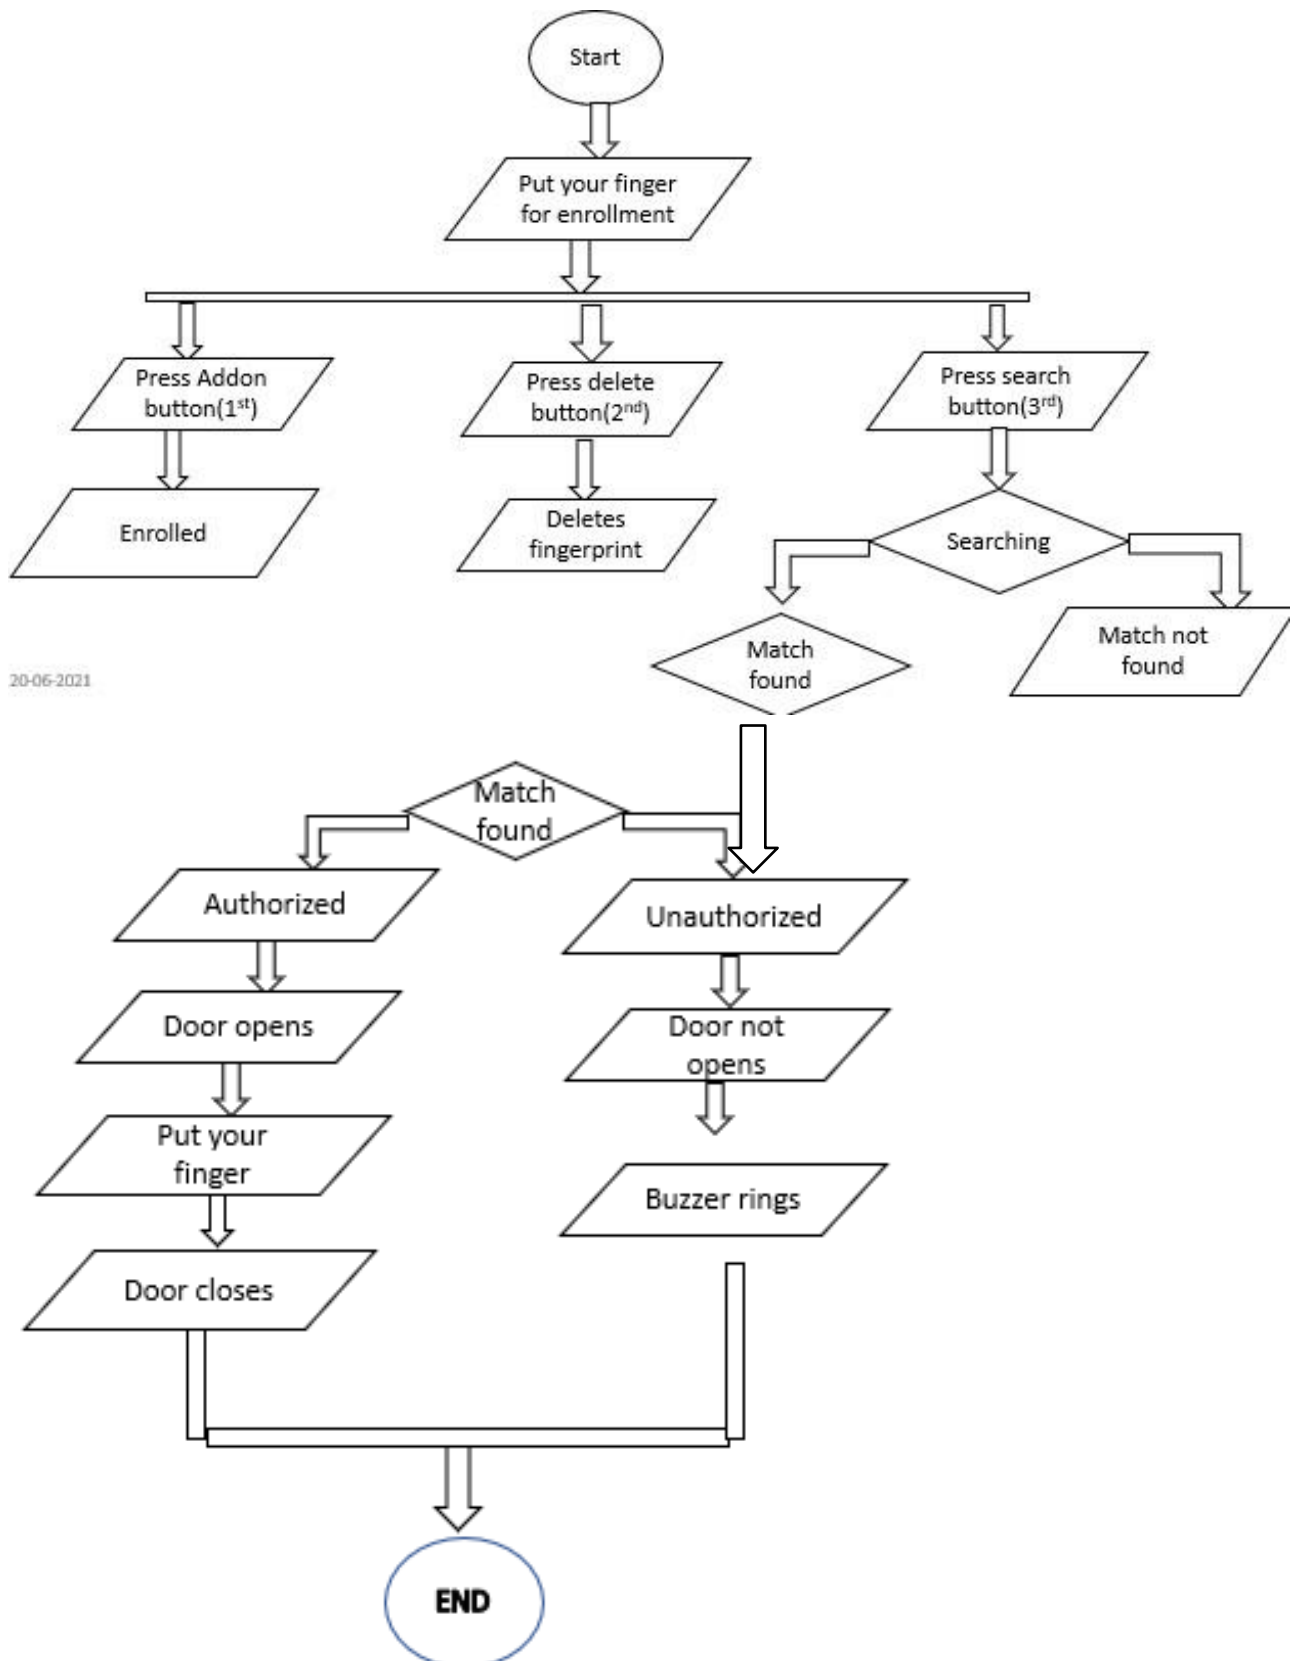 Start
Put your finger
for enrollment
Press Addon
button(1st)
Press delete
button(2nd)
Press search
button(3rd)
Enrolled
Deletes
fingerprint
Searching
Match
found
Match not
found
20-06-2021
Match
found
Authorized
Unauthorized
Door opens
Door not
opens
Put your
finger
Buzzer rings
Door closes
END